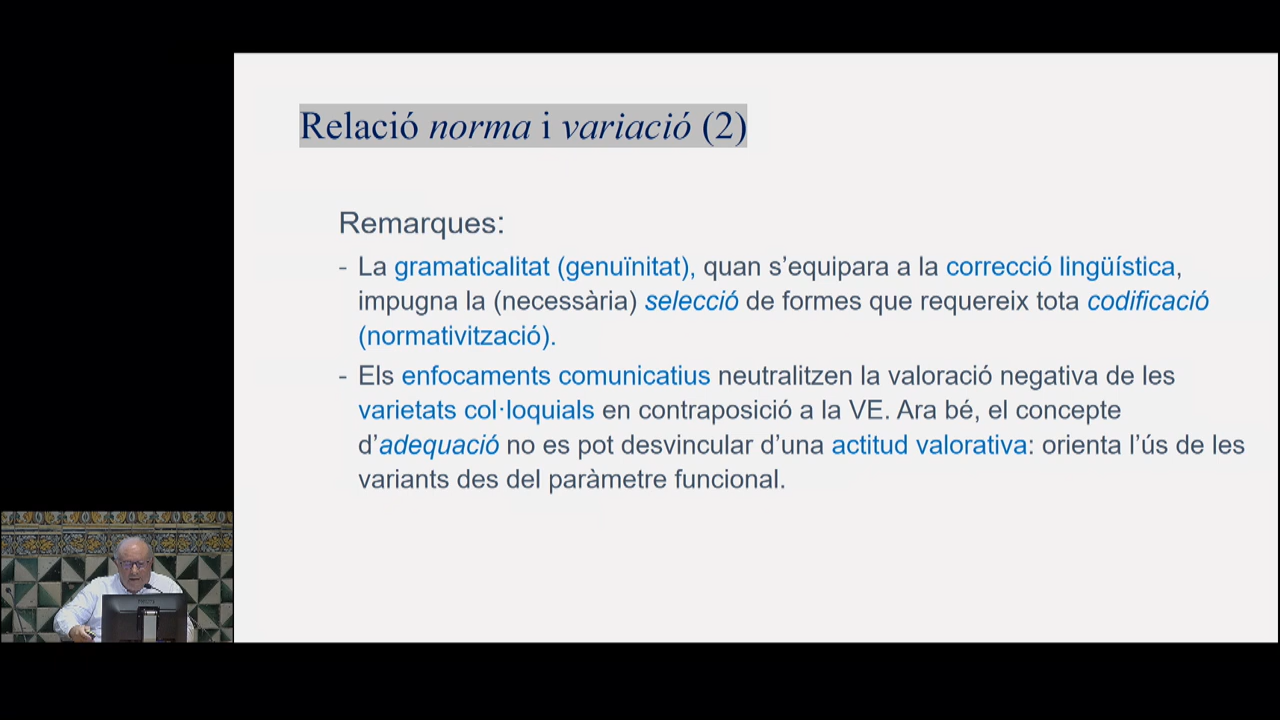 Relació norma i variació (2)
Remarques:
- La gramaticalitat (genuïnitat), quan s’equipara a la correcció lingüística,
impugna la (necessària) selecció de formes que requereix tota codificació
(normativització).
- Els enfocaments comunicatius neutralitzen la valoració negativa de les
varietats col·loquials en contraposició a la VE. Ara bé, el concepte
d’adequació no es pot desvincular d’una actitud valorativa: orienta l’ús de les
variants des del paràmetre funcional.